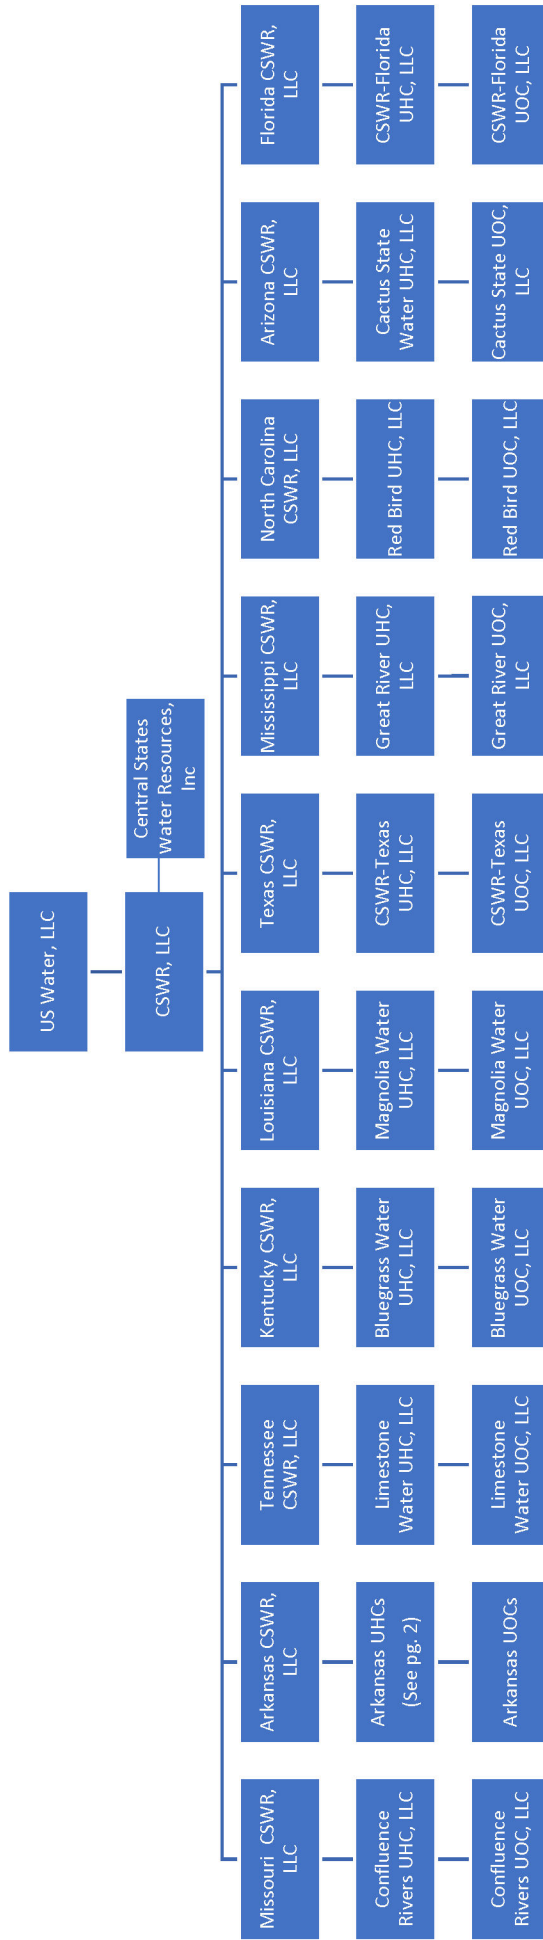 US Water, LLC
CSWR, LLC
Central States
Water Resources,
Inc
Missouri  CSWR,
LLC
Arkansas CSWR,
LLC
Tennessee
CSWR, LLC
Kentucky CSWR,
LLC
Louisiana CSWR,
LLC
Texas CSWR,
LLC
Mississippi CSWR,
LLC
North Carolina
CSWR, LLC
Arizona CSWR,
LLC
Florida CSWR,
LLC
Confluence
Rivers UHC, LLC
Arkansas UHCs
(See pg. 2)
Limestone
Water UHC, LLC
Bluegrass Water
UHC, LLC
Magnolia Water
UHC, LLC
CSWR-Texas
UHC, LLC
Great River UHC,
LLC
Red Bird UHC, LLC
Cactus State
Water UHC, LLC
CSWR-Florida
UHC, LLC
Confluence
Rivers UOC, LLC
Arkansas UOCs
Limestone
Water UOC, LLC
Bluegrass Water
UOC, LLC
Magnolia Water
UOC, LLC
CSWR-Texas
UOC, LLC
Great River UOC,
LLC
Red Bird UOC, LLC
Cactus State UOC,
LLC
CSWR-Florida
UOC, LLC